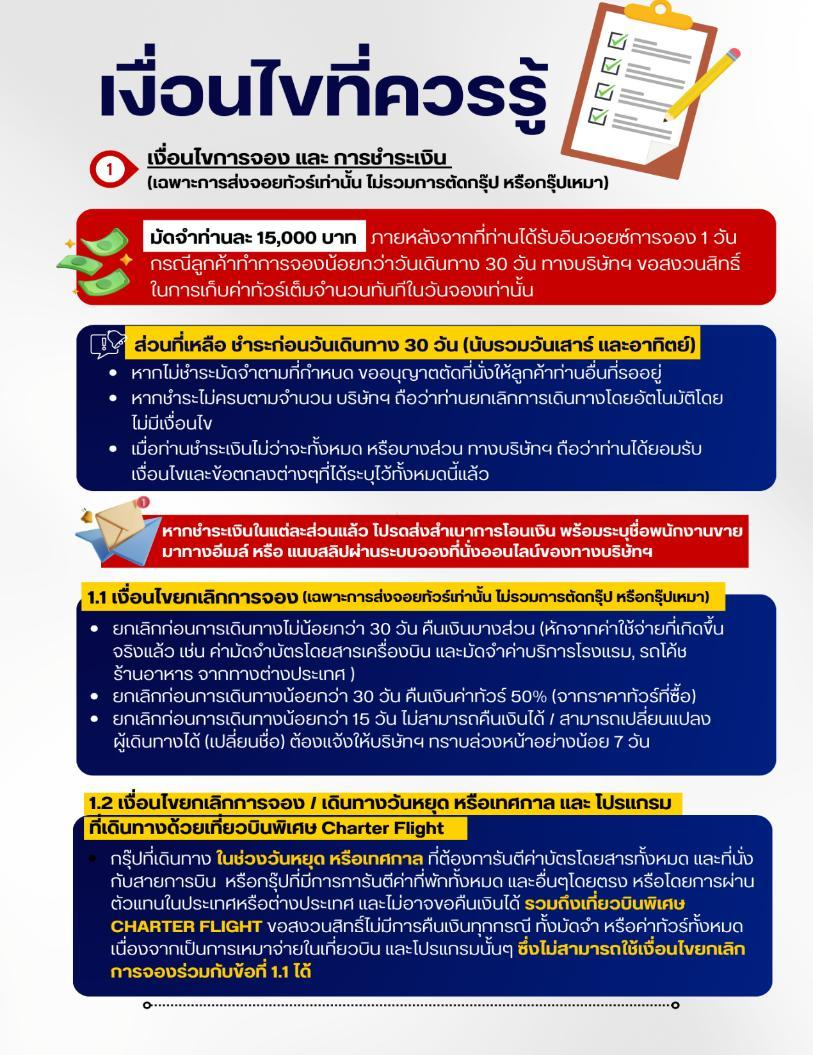 เงื่อนไขที่ควรรู้
1
เงื่อนไขการจอง และ การชำระเงิน
(เฉพาะการส่งจอยทัวร์เท่านั้น ไม่รวมการตัดกรุ๊ป หรือกรุ๊ปเหมา)
มัดจำท่านละ 15,000 บาท ภายหลังจากที่ท่านได้รับอินวอยซ์การจอง 1 วัน
กรณีลูกค้าทำการจองน้อยกว่าวันเดินทาง 30 วัน ทางบริษัทฯ ขอสงวนสิทธิ์
ในการเก็บค่าทัวร์เต็มจำนวนทันทีในวันจองเท่านั้น
ส่วนที่เหลือ ชำระก่อนวันเดินทาง 30 วัน (นับรวมวันเสาร์ และอาทิตย์)
• หากไม่ชำระมัดจำตามที่กำหนด ขออนุญาตตัดที่นั่งให้ลูกค้าท่านอื่นที่รออยู่
• หากชำระไม่ครบตามจำนวน บริษัทฯ ถือว่าท่านยกเลิกการเดินทางโดยอัตโนมัติโดย
ไม่มีเงื่อนไข
• เมื่อท่านชำระเงินไม่ว่าจะทั้งหมด หรือบางส่วน ทางบริษัทฯ ถือว่าท่านได้ยอมรับ
เงื่อนไขและข้อตกลงต่างๆที่ได้ระบุไว้ทั้งหมดนี้แล้ว
1
หากชำระเงินในแต่ละส่วนแล้ว โปรดส่งสำเนาการโอนเงิน พร้อมระบุชื่อพนักงานขาย
มาทางอีเมล์ หรือ แนบสลิปผ่านระบบจองที่นั่งออนไลน์ของทางบริษัทฯ
1.1 เงื่อนไขยกเลิกการจอง (เฉพาะการส่งจอยทัวร์เท่านั้น ไม่รวมการตัดกรุ๊ป หรือกรุ๊ปเหมา)
• ยกเลิกก่อนการเดินทางไม่น้อยกว่า 30 วัน คืนเงินบางส่วน (หักจากค่าใช้จ่ายที่เกิดขึ้น
จริงแล้ว เช่น ค่ามัดจำบัตรโดยสารเครื่องบิน และมัดจำค่าบริการโรงแรม, รถโค้ช
ร้านอาหาร จากทางต่างประเทศ )
• ยกเลิกก่อนการเดินทางน้อยกว่า 30 วัน คืนเงินค่าทัวร์ 50% (จากราคาทัวร์ที่ซื้อ)
• ยกเลิกก่อนการเดินทางน้อยกว่า 15 วัน ไม่สามารถคืนเงินได้ / สามารถเปลี่ยนแปลง
ผู้เดินทางได้ (เปลี่ยนชื่อ) ต้องแจ้งให้บริษัทฯ ทราบล่วงหน้าอย่างน้อย 7 วัน
1.2 เงื่อนไขยกเลิกการจอง / เดินทางวันหยุด หรือเทศกาล และ โปรแกรม
ที่เดินทางด้วยเที่ยวบินพิเศษ Charter Flight
• กรุ๊ปที่เดินทาง ในช่วงวันหยุด หรือเทศกาล ที่ต้องการันตีค่าบัตรโดยสารทั้งหมด และที่นั่ง
กับสายการบิน หรือกรุ๊ปที่มีการการันตีค่าที่พักทั้งหมด และอื่นๆโดยตรง หรือโดยการผ่าน
ตัวแทนในประเทศหรือต่างประเทศ และไม่อาจขอคืนเงินได้ รวมถึงเที่ยวบินพิเศษ
CHARTER FLIGHT ขอสงวนสิทธิ์ไม่มีการคืนเงินทุกกรณี ทั้งมัดจำ หรือค่าทัวร์ทั้งหมด
เนื่องจากเป็นการเหมาจ่ายในเที่ยวบิน และโปรแกรมนั้นๆ ซึ่งไม่สามารถใช้เงื่อนไขยกเลิก
การจองร่วมกับข้อที่ 1.1 ได้